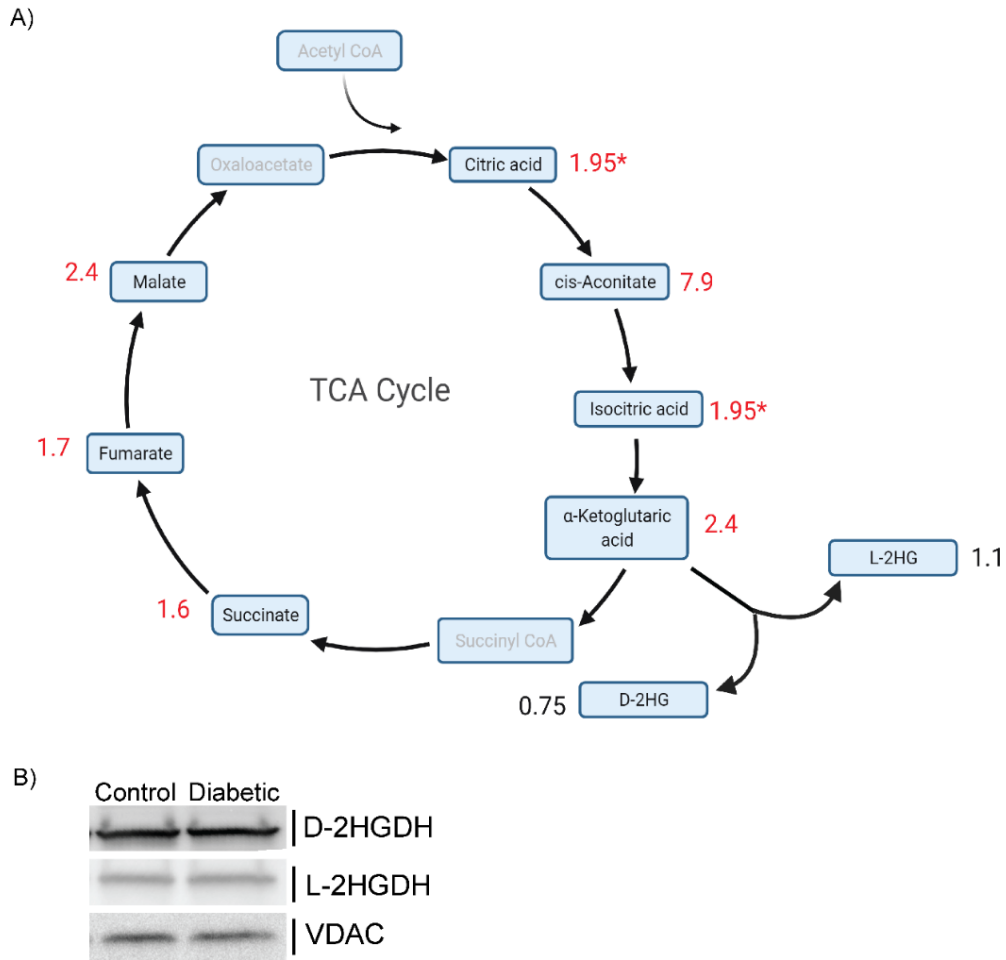 A)
Acetyl CoA
Oxaloacetate
Citric acid 1.95*
2.4 Malate
cis-Aconitate 7.9
TCA Cycle
Isocritic acid 1.95*
1.7 Fumarate
α-Ketoglutaric
acid
2.4
L-2HG 1.1
1.6 Succinate
Succinyl CoA
0.75 D-2HG
B)
Control Diabetic
D-2HGDH
L-2HGDH
VDAC